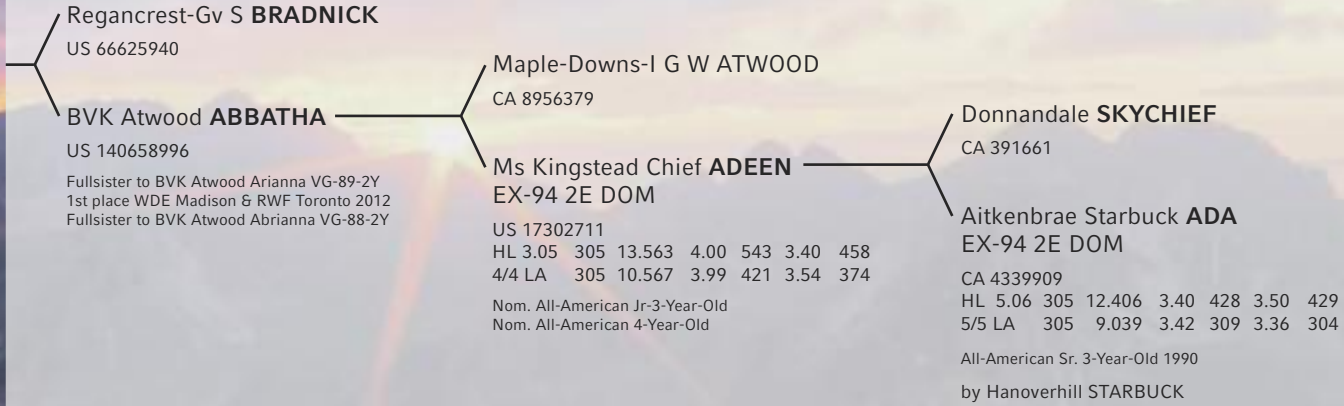 Regancrest-Gv S BRADNICK
US 66625940
BVK Atwood ABBATHA
US 140658996
Fullsister to BVK Atwood Arianna VG-89-2Y
1st place WDE Madison & RWF Toronto 2012
Fullsister to BVK Atwood Abrianna VG-88-2Y
Maple-Downs-I G W ATWOOD
CA 8956379
Ms Kingstead Chief ADEEN
EX-94 2E DOM
US 17302711
HL 3.05 305 13.563 4.00 543 3.40 458
4/4 LA 305 10.567 3.99 421 3.54 374
Nom. All-American Jr-3-Year-Old
Nom. All-American 4-Year-Old
Donnandale SKYCHIEF
CA 391661
Aitkenbrae Starbuck ADA
EX-94 2E DOM
CA 4339909
HL 5.06 305 12.406 3.40 428 3.50 429
5/5 LA 305 9.039 3.42 309 3.36 304
All-American Sr. 3-Year-Old 1990
by Hanoverhill STARBUCK